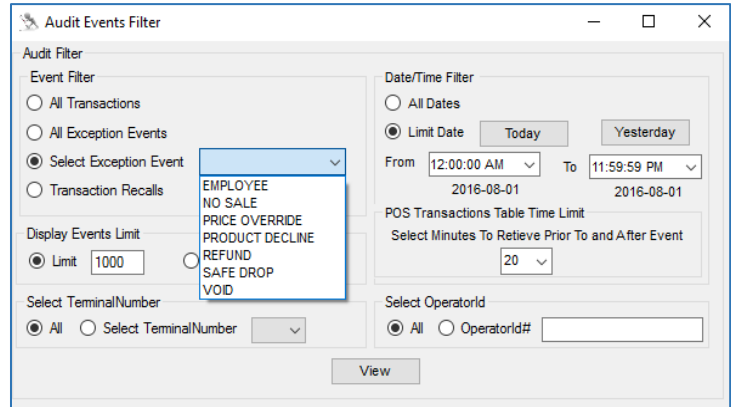 Audit Events Filter
Audit Filter
Event Filter
All Transactions
All Exception Events
Select Exception Event
Transaction Recalls
EMPLOYEE
NO SALE
PRICE OVERRIDE
PRODUCT DECLINE
REFUND
SAFE DROP
VOID
Date/Time Filter
All Dates
Limit Date Today Yesterday
From 12:00:00 AM To 11:59:59 PM
2016-08-01 2016-08-01
POS Transactions Table Time Limit
Select Minutes To Retieve Prior To and After Event
20
Display Events Limit
Limit 1000
Select TerminalNumber
All Select TerminalNumber
Select OperatorId
All OperatorId#
View